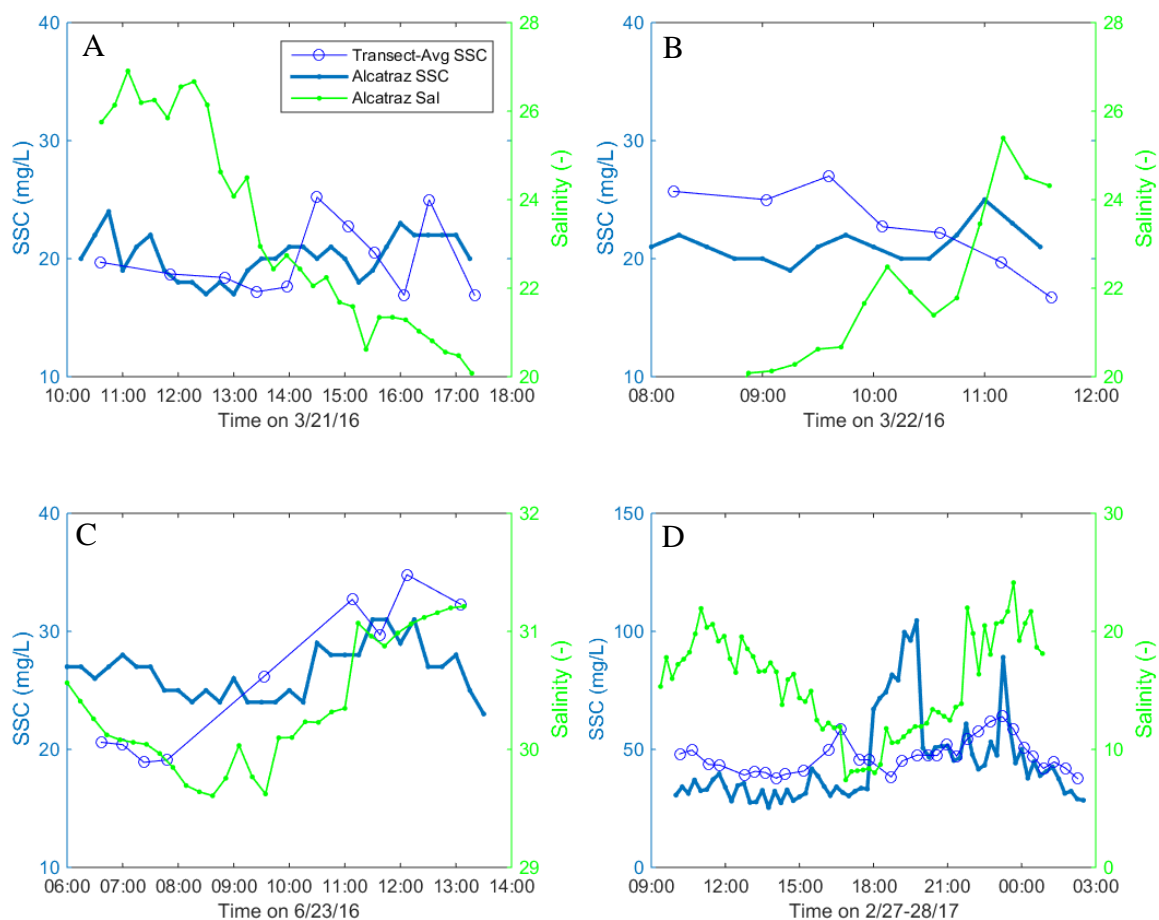 A
Transect-Avg SSC
Alcatraz SSC
Alcatraz Sal
SSC (mg/L)
40
30
20
10
Salinity (-)
28
26
24
22
20
10:00 11:00 12:00 13:00 14:00 15:00 16:00 17:00 18:00
Time on 3/21/16
B
SSC (mg/L)
40
30
20
10
Salinity (-)
28
26
24
22
20
08:00 09:00 10:00 11:00 12:00
Time on 3/22/16
C
SSC (mg/L)
40
30
20
10
Salinity (-)
32
31
30
29
06:00 07:00 08:00 09:00 10:00 11:00 12:00 13:00 14:00
Time on 6/23/16
D
SSC (mg/L)
150
100
50
0
Salinity (-)
30
20
10
0
09:00 12:00 15:00 18:00 21:00 00:00 03:00
Time on 2/27-28/17